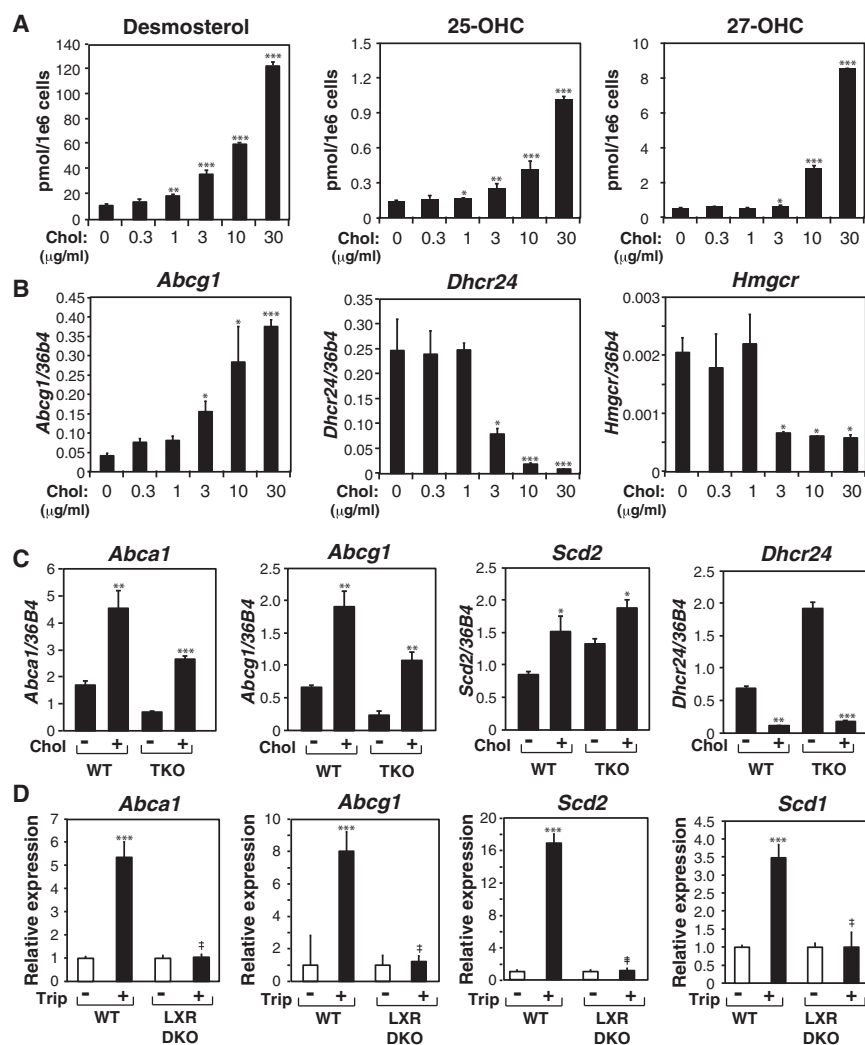 A
Desmosterol
25-OHC
27-OHC
pmol/1e6 cells
140
120
100
80
60
40
20
0
**
***
***
***
pmol/1e6 cells
1.5
1.2
0.9
0.6
0.3
0
*
**
***
***
pmol/1e6 cells
10
8
6
4
2
0
*
***
***
Chol: 0 0.3 1 3 10 30
(μg/ml)
Chol: 0 0.3 1 3 10 30
(μg/ml)
Chol: 0 0.3 1 3 10 30
(μg/ml)
B
Abcg1
Dhcr24
Hmgcr
Abcg1/36b4
0.45
0.40
0.35
0.30
0.25
0.20
0.15
0.10
0.05
0
*
*
***
Dhcr24/36b4
0.35
0.30
0.25
0.20
0.15
0.10
0.05
0
*
***
***
Hmgcr/36b4
0.003
0.002
0.001
0
*
*
*
Chol: 0 0.3 1 3 10 30
(μg/ml)
Chol: 0 0.3 1 3 10 30
(μg/ml)
Chol: 0 0.3 1 3 10 30
(μg/ml)
C
Abca1
Abcg1
Scd2
Dhcr24
Abca1/36B4
6
5
4
3
2
1
0
**
***
Abcg1/36B4
2.5
2.0
1.5
1.0
0.5
0
**
**
Scd2/36B4
2.5
2.0
1.5
1.0
0.5
0
*
*
Dhcr24/36B4
2.5
2.0
1.5
1.0
0.5
0
**
***
Chol - + - +
WT TKO
Chol - + - +
WT TKO
Chol - + - +
WT TKO
Chol - + - +
WT TKO
D
Abca1
Abcg1
Scd2
Scd1
Relative expression
7
6
5
4
3
2
1
0
***
‡
Relative expression
10
8
6
4
2
0
***
‡
Relative expression
20
16
12
8
4
0
***
‡
Relative expression
5.0
4.5
4.0
3.5
3.0
2.5
2.0
1.5
1.0
0.5
0
***
‡
Trip - + - +
WT LXR
DKO
Trip - + - +
WT LXR
DKO
Trip - + - +
WT LXR
DKO
Trip - + - +
WT LXR
DKO